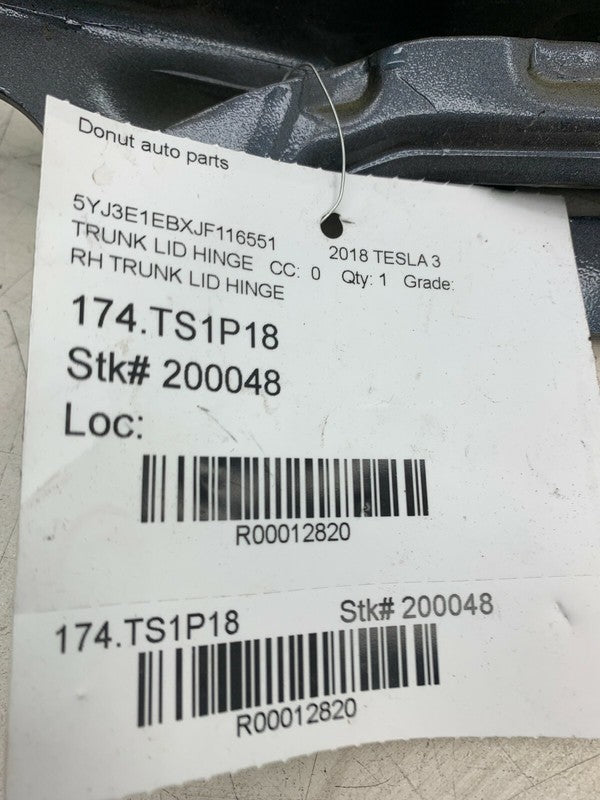 Donut auto parts
5YJ3E1EBXJF116551 2018 TESLA 3
TRUNK LID HINGE CC: 0 Qty: 1 Grade:
RH TRUNK LID HINGE
174.TS1P18
Stk# 200048
Loc:
R00012820
174.TS1P18 Stk# 200048
R00012820